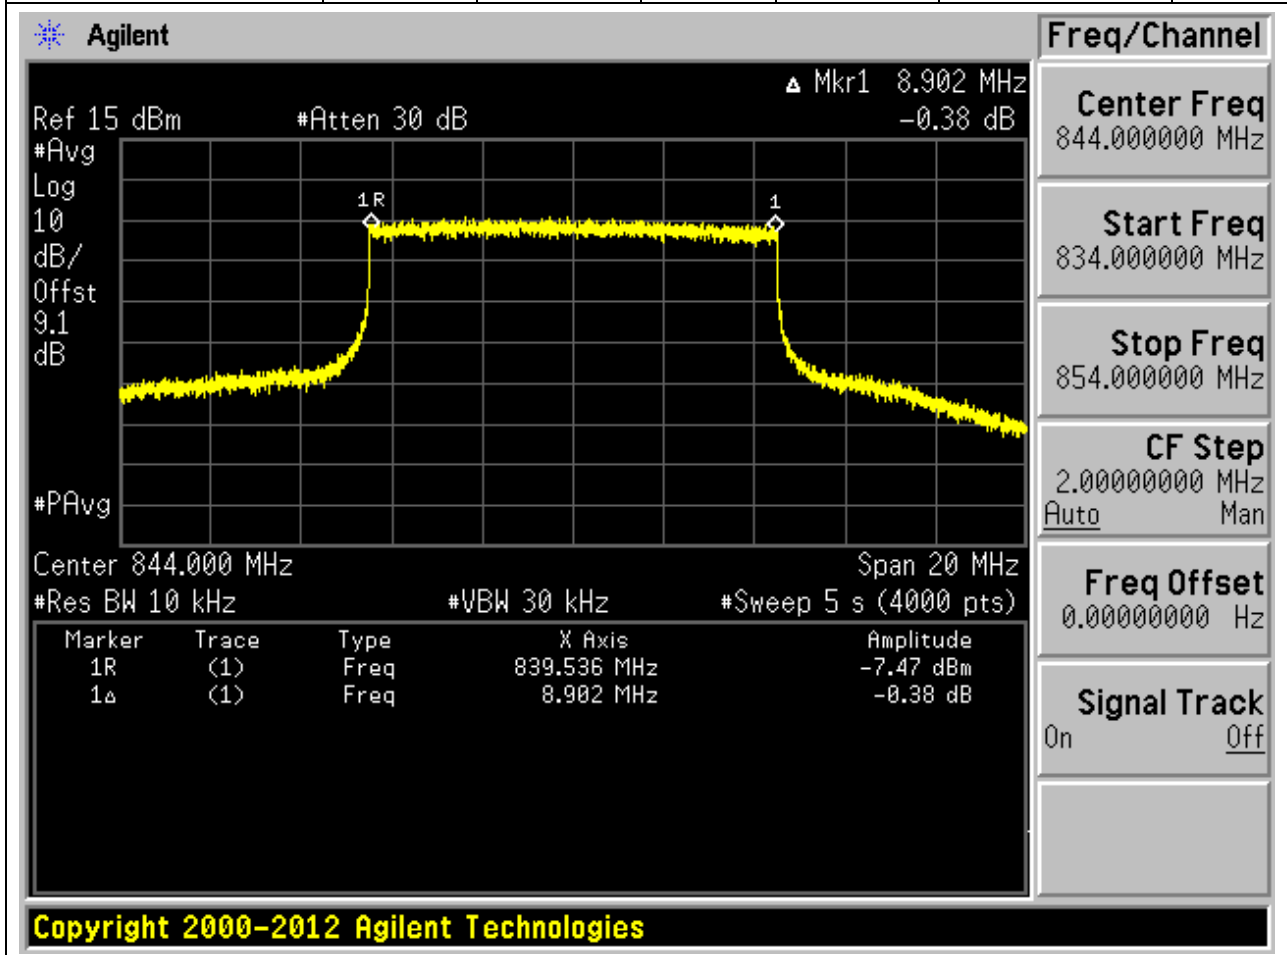 Agilent
Freq/Channel
Δ Mkr1 8.902 MHz
Ref 15 dBm #Atten 30 dB -0.38 dB
#Avg
Log
10
dB/
Offst
9.1
dB
1R
1
#PAvg
Center 844.000 MHz Span 20 MHz
#Res BW 10 kHz #VBW 30 kHz #Sweep 5 s (4000 pts)
Marker Trace Type X Axis Amplitude
1R (1) Freq 839.536 MHz -7.47 dBm
1Δ (1) Freq 8.902 MHz -0.38 dB
Center Freq
844.000000 MHz
Start Freq
834.000000 MHz
Stop Freq
854.000000 MHz
CF Step
2.00000000 MHz
Auto Man
Freq Offset
0.00000000 Hz
Signal Track
On Off
Copyright 2000-2012 Agilent Technologies